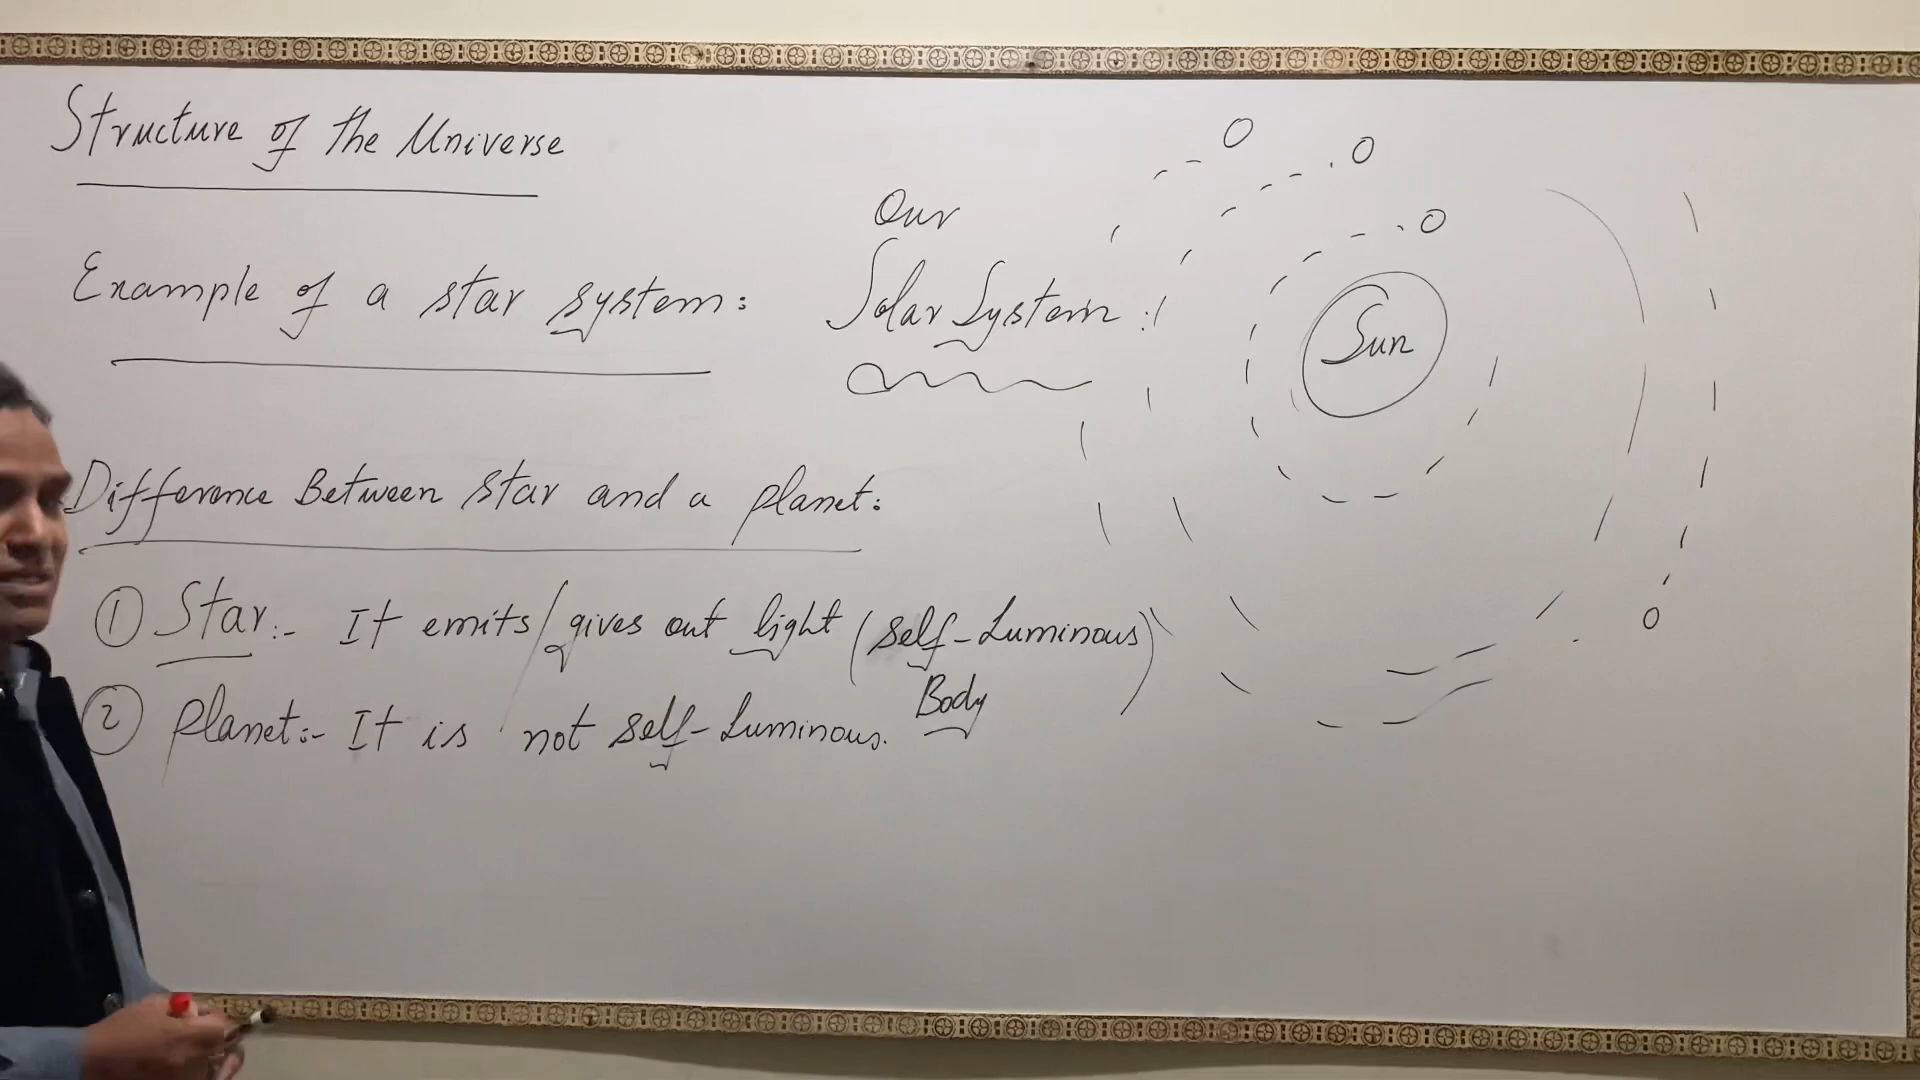 Structure of the Universe
Example of a star system:
Our
Solar System:
Sun
Difference Between star and a planet:
① Star:- It emits/gives out light (self-Luminous)
Body
② Planet:- It is not self-Luminous.